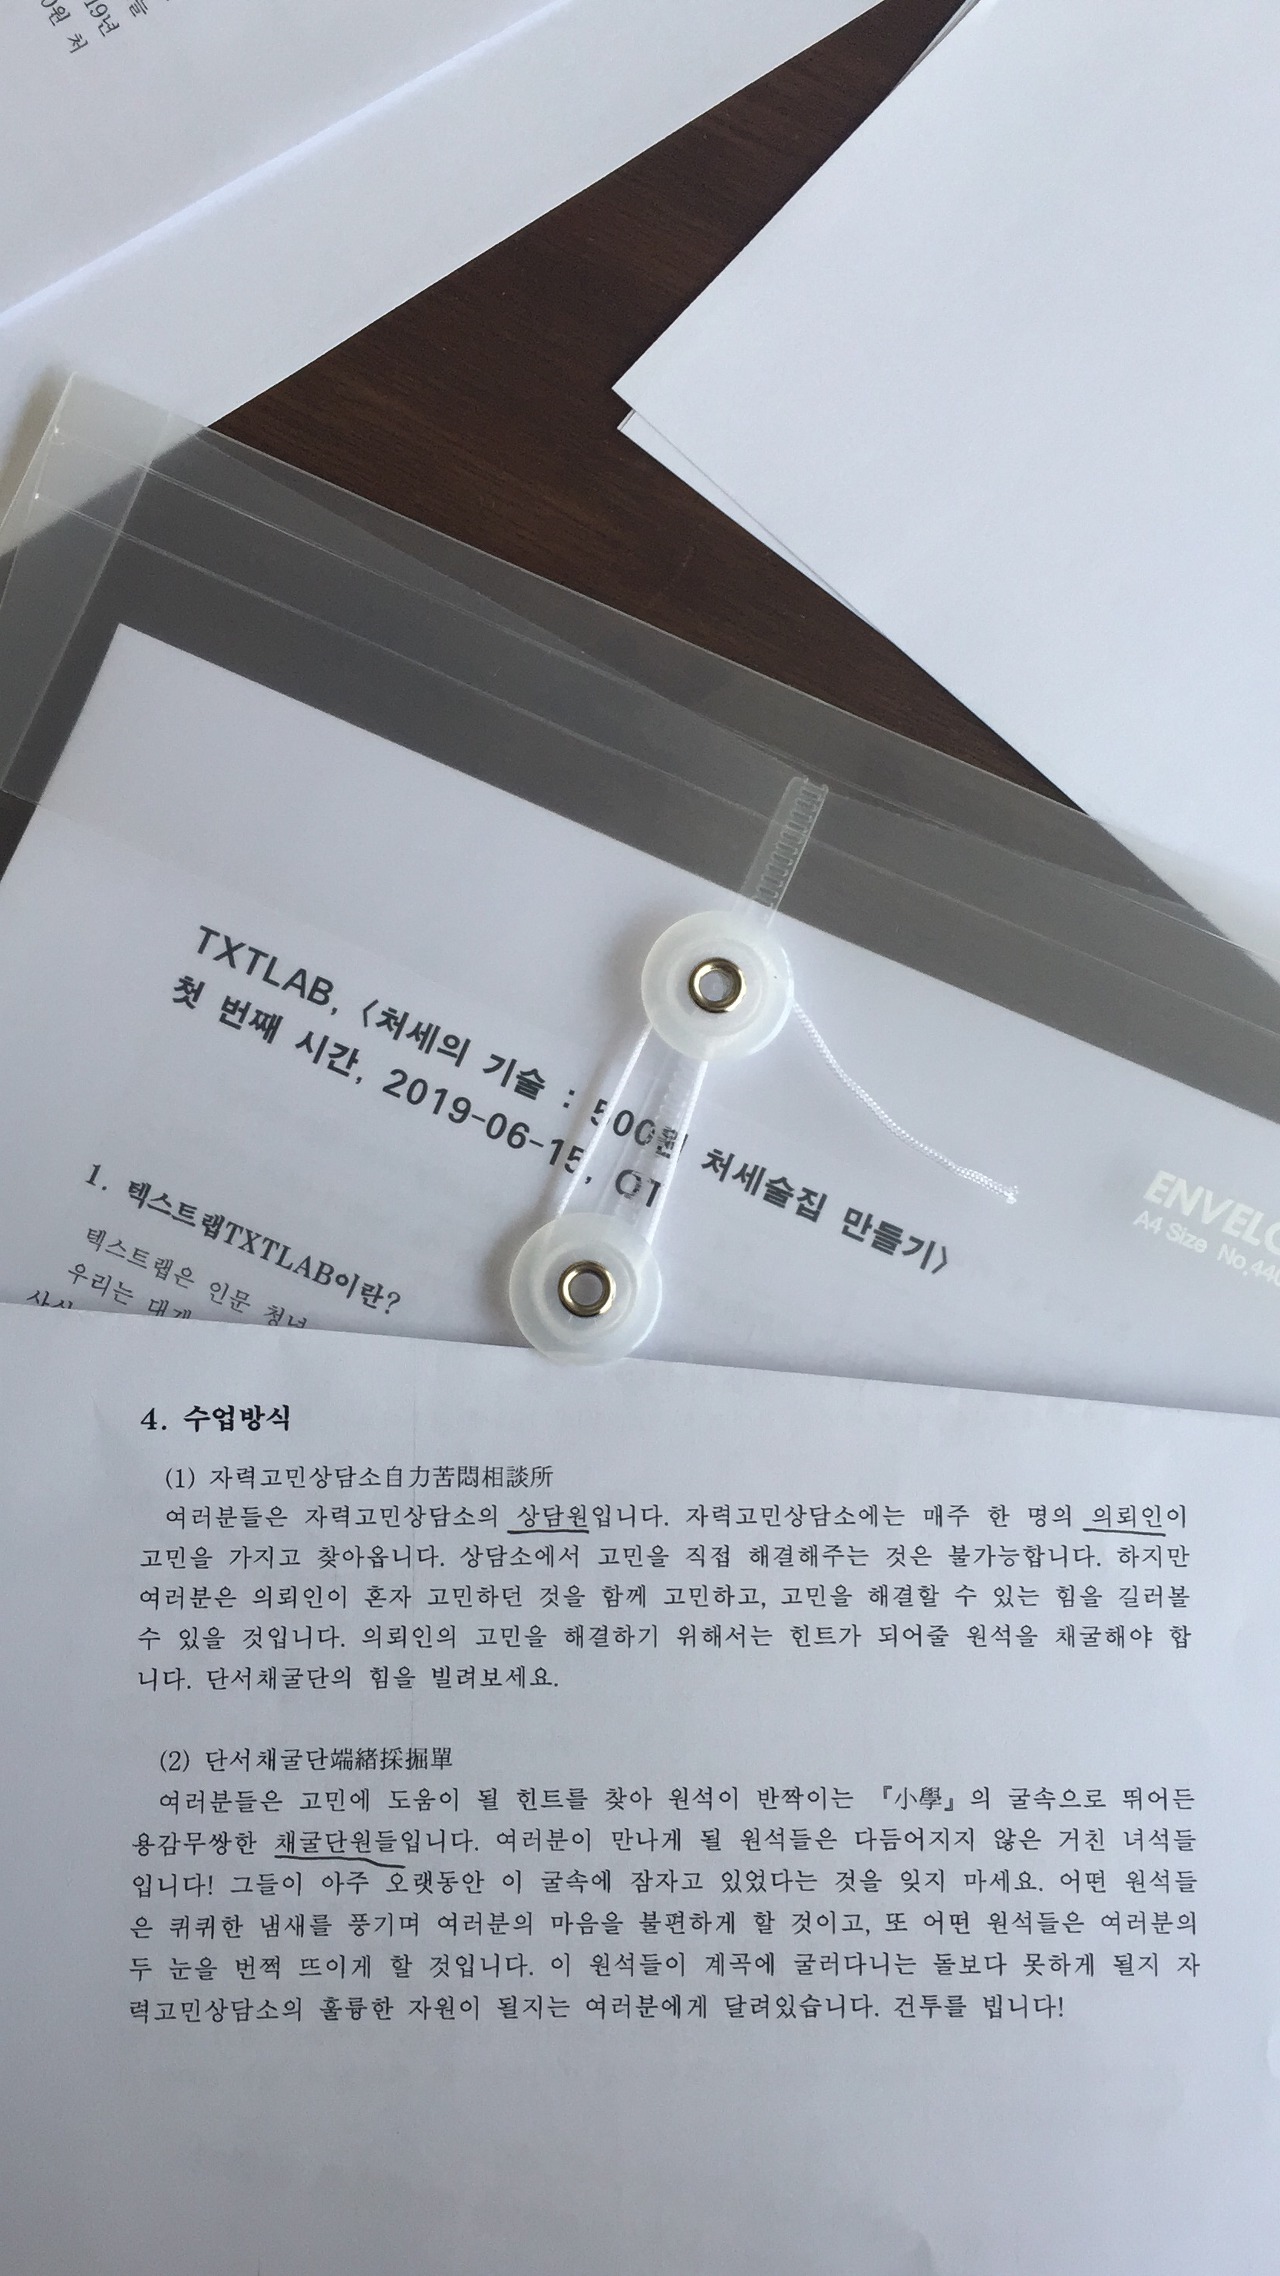 19년
0원 처
TXTLAB, 〈처세의 기술 : 500원 처세술집 만들기〉
첫 번째 시간, 2019-06-15, OT
ENVELO
A4 Size No.440
1. 텍스트랩TXTLAB이란?
텍스트랩은 인문 청년
우리는 대개
4. 수업방식
(1) 자력고민상담소自力苦悶相談所
여러분들은 자력고민상담소의 상담원입니다. 자력고민상담소에는 매주 한 명의 의뢰인이
고민을 가지고 찾아옵니다. 상담소에서 고민을 직접 해결해주는 것은 불가능합니다. 하지만
여러분은 의뢰인이 혼자 고민하던 것을 함께 고민하고, 고민을 해결할 수 있는 힘을 길러볼
수 있을 것입니다. 의뢰인의 고민을 해결하기 위해서는 힌트가 되어줄 원석을 채굴해야 합
니다. 단서채굴단의 힘을 빌려보세요.
(2) 단서채굴단端緖採掘單
여러분들은 고민에 도움이 될 힌트를 찾아 원석이 반짝이는 『小學』의 굴속으로 뛰어든
용감무쌍한 채굴단원들입니다. 여러분이 만나게 될 원석들은 다듬어지지 않은 거친 녀석들
입니다! 그들이 아주 오랫동안 이 굴속에 잠자고 있었다는 것을 잊지 마세요. 어떤 원석들
은 퀴퀴한 냄새를 풍기며 여러분의 마음을 불편하게 할 것이고, 또 어떤 원석들은 여러분의
두 눈을 번쩍 뜨이게 할 것입니다. 이 원석들이 계곡에 굴러다니는 돌보다 못하게 될지 자
력고민상담소의 훌륭한 자원이 될지는 여러분에게 달려있습니다. 건투를 빕니다!